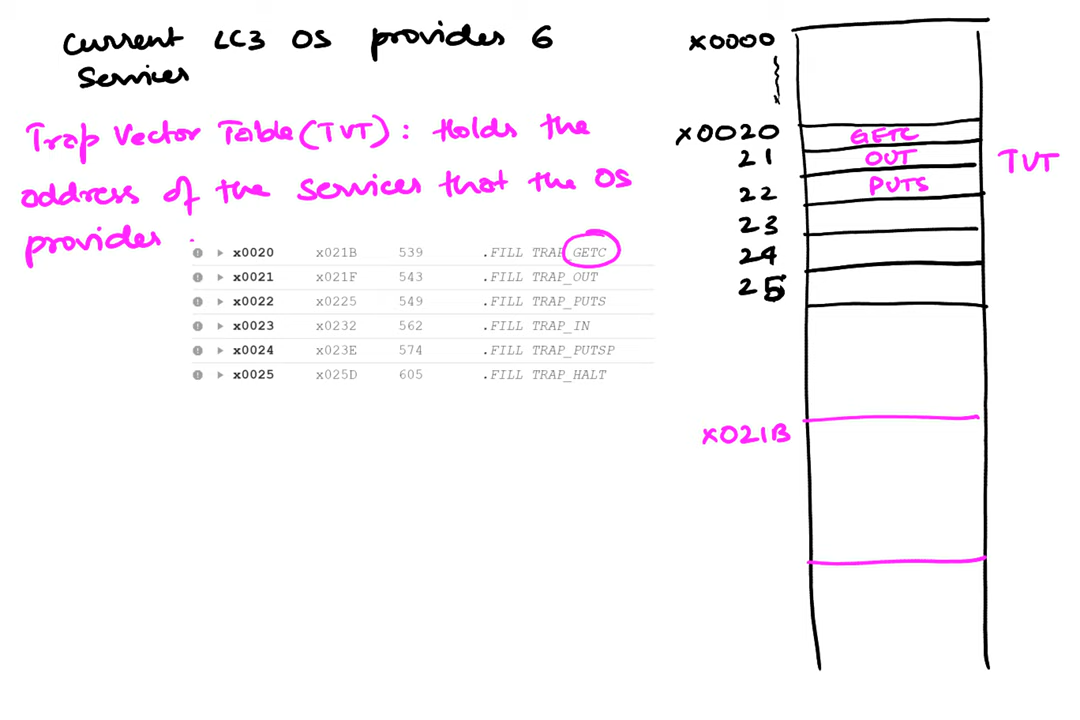 Current LC3 OS provides 6
Services
Trap Vector Table (TVT) : Holds the
address of the services that the OS
provides .
x0020 x021B 539 .FILL TRAP_GETC
x0021 x021F 543 .FILL TRAP_OUT
x0022 x0225 549 .FILL TRAP_PUTS
x0023 x0232 562 .FILL TRAP_IN
x0024 x023E 574 .FILL TRAP_PUTSP
x0025 x025D 605 .FILL TRAP_HALT
x0000
x0020 GETC
21 OUT
22 PUTS
23
24
25
TVT
x021B